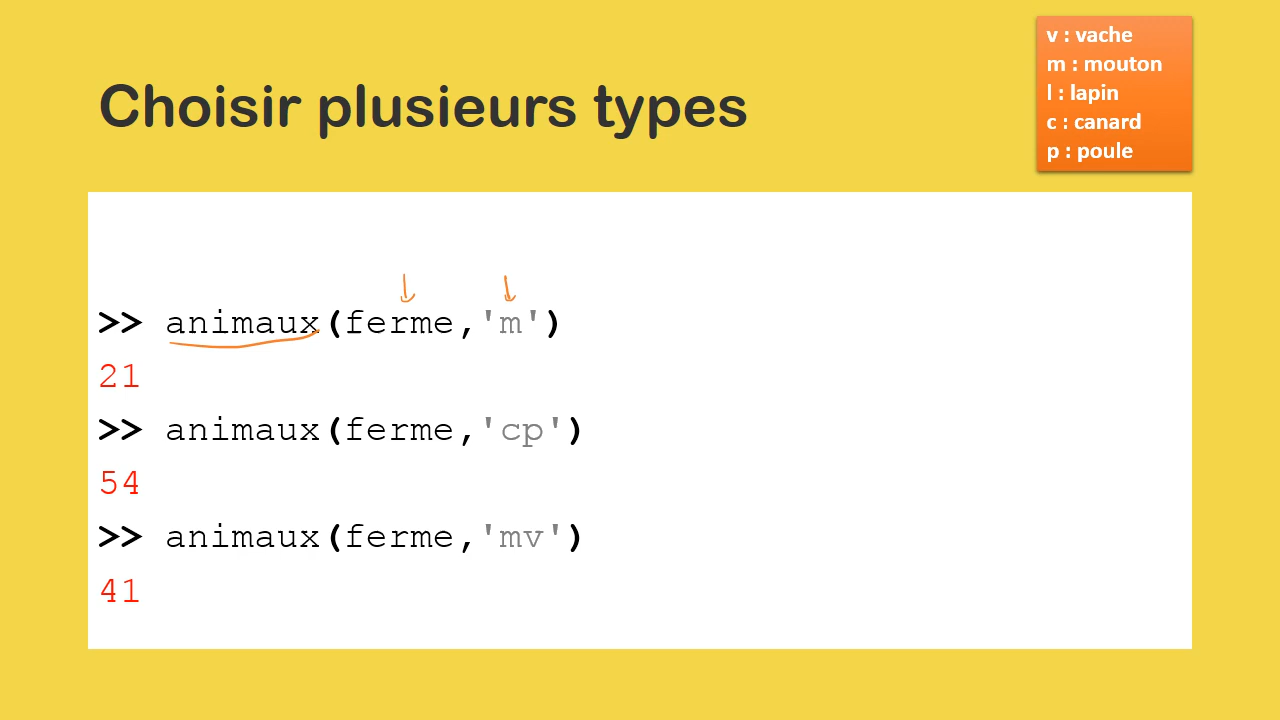 v : vache
m : mouton
l : lapin
c : canard
p : poule
Choisir plusieurs types
>> animaux(ferme,'m')
21
>> animaux(ferme,'cp')
54
>> animaux(ferme,'mv')
41